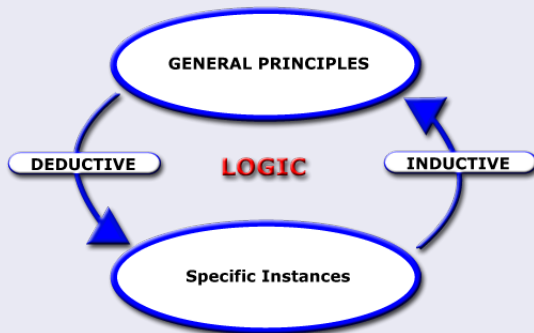 GENERAL PRINCIPLES
DEDUCTIVE
LOGIC
INDUCTIVE
Specific Instances